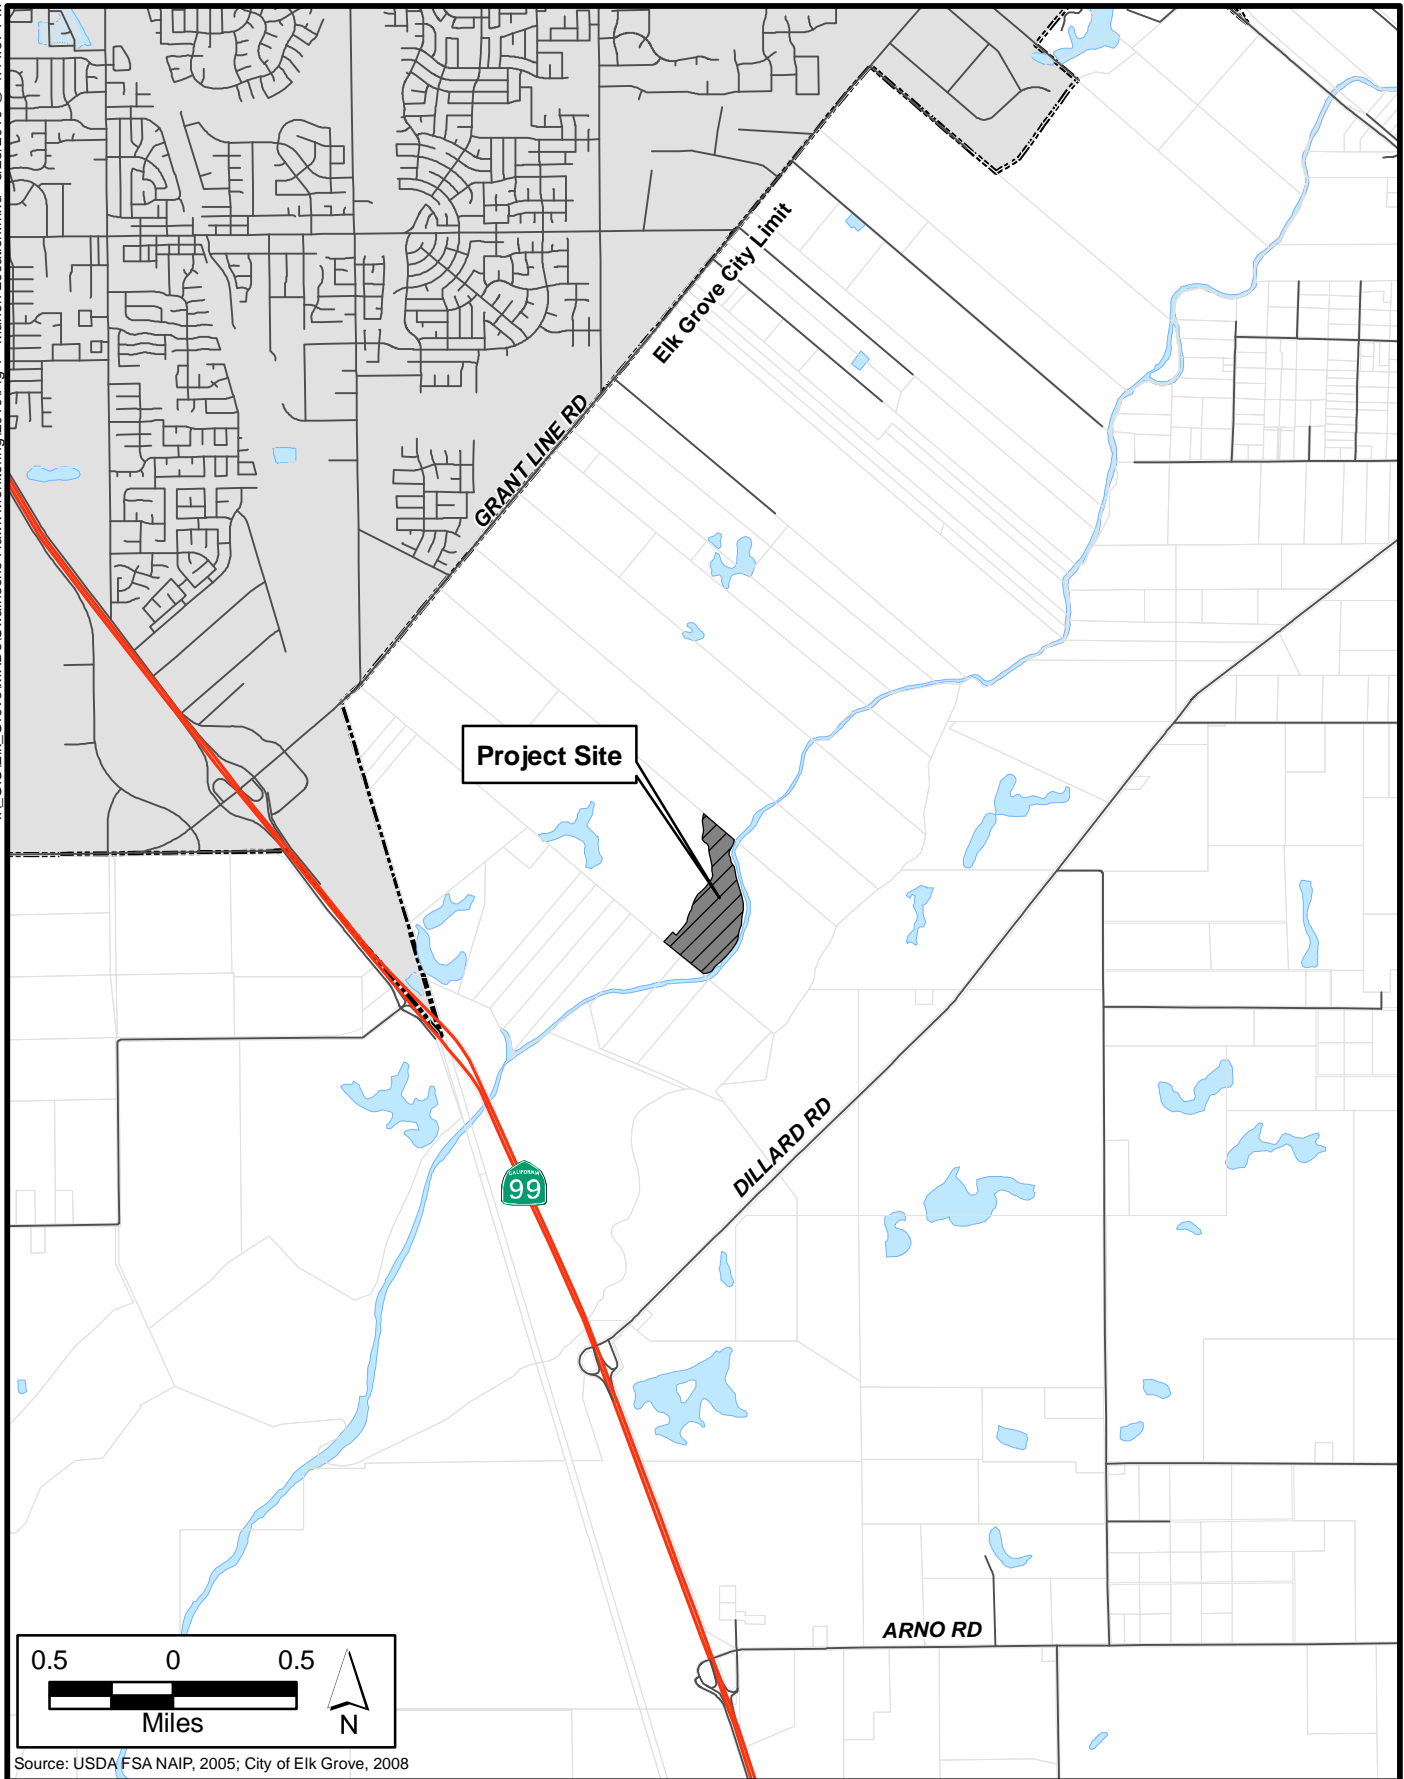 Elk Grove City Limit
GRANT LINE RD
Project Site
DILLARD RD
CALIFORNIA
99
ARNO RD
0.5 0 0.5
Miles
N
Source: USDA FSA NAIP, 2005; City of Elk Grove, 2008